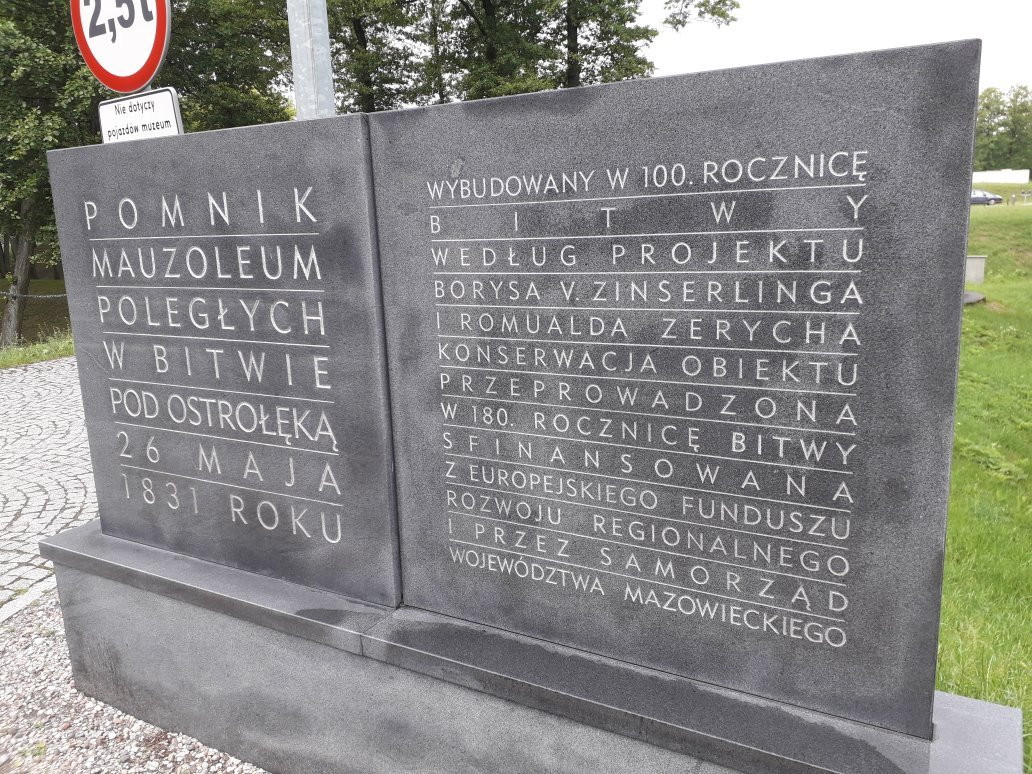 2,5t
Nie dotyczy
pojazdów muzeum
POMNIK
MAUZOLEUM
POLEGŁYCH
W BITWIE
POD OSTROŁĘKĄ
26 MAJA
1831 ROKU
WYBUDOWANY W 100. ROCZNICĘ
BITWY
WEDŁUG PROJEKTU
BORYSA V. ZINSERLINGA
I ROMUALDA ZERYCHA
KONSERWACJA OBIEKTU
PRZEPROWADZONA
W 180. ROCZNICĘ BITWY
SFINANSOWANA
Z EUROPEJSKIEGO FUNDUSZU
ROZWOJU REGIONALNEGO
I PRZEZ SAMORZĄD
WOJEWÓDZTWA MAZOWIECKIEGO